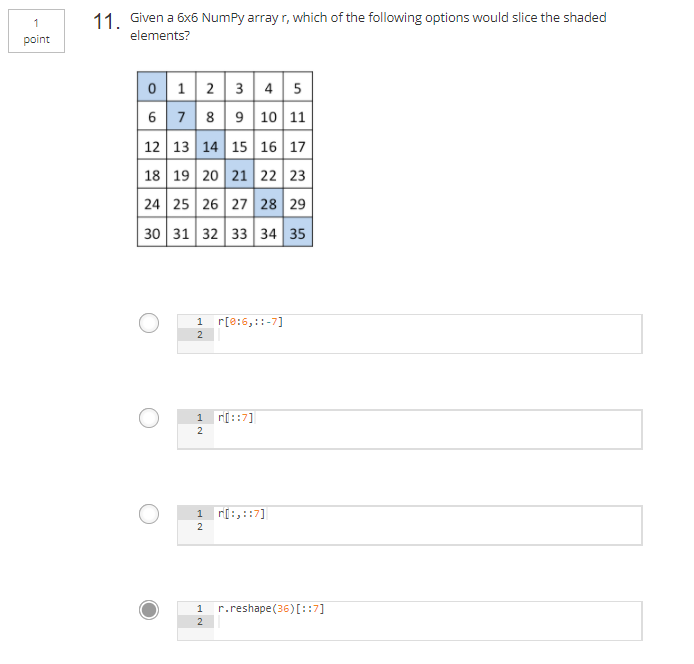 1
point
11. Given a 6x6 NumPy array r, which of the following options would slice the shaded
elements?
0 1 2 3 4 5
6 7 8 9 10 11
12 13 14 15 16 17
18 19 20 21 22 23
24 25 26 27 28 29
30 31 32 33 34 35
1 r[0:6,::-7]
2
1 r[::7]
2
1 r[:,::7]
2
1 r.reshape(36)[::7]
2